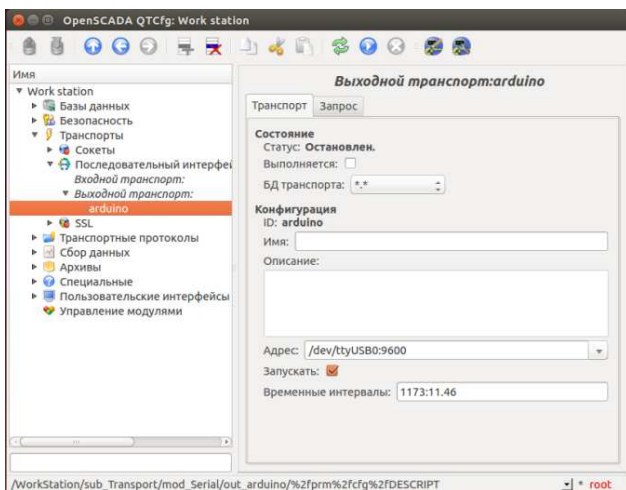 OpenSCADA QTCfg: Work station
Имя
Work station
Базы данных
Безопасность
Транспорты
Сокеты
Последовательный интерфей
Входной транспорт:
Выходной транспорт:
arduino
SSL
Транспортные протоколы
Сбор данных
Архивы
Специальные
Пользовательские интерфейсы
Управление модулями
Выходной транспорт:arduino
Транспорт
Запрос
Состояние
Статус: Остановлен.
Выполняется:
БД транспорта: *.*
Конфигурация
ID: arduino
Имя:
Описание:
Адрес: /dev/ttyUSB0:9600
Запускать:
Временные интервалы: 1173:11.46
/WorkStation/sub_Transport/mod_Serial/out_arduino/%2fprm%2fcfg%2fDESCRIPT
* root